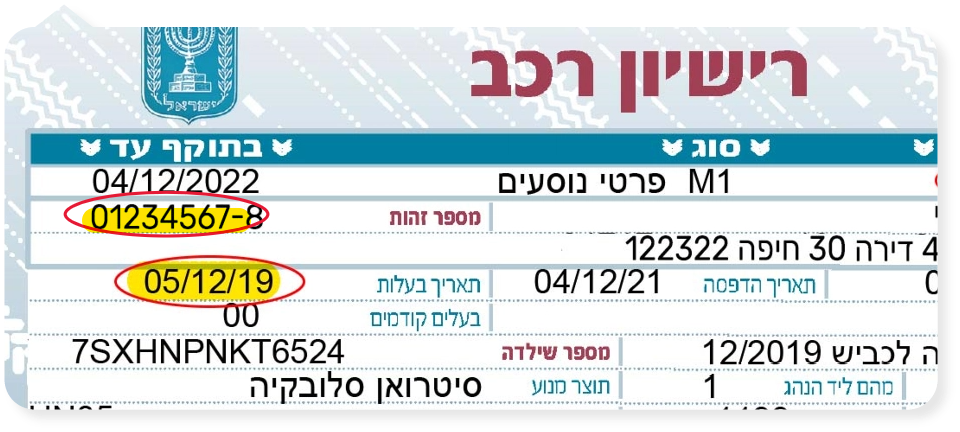 ישראל
רישיון רכב
סוג בתוקף עד
M1 פרטי נוסעים 04/12/2022
מספר זהות 01234567-8
4 דירה 30 חיפה 122322
תאריך הדפסה 04/12/21 תאריך בעלות 05/12/19
בעלים קודמים 00
לכביש 12/2019 מספר שילדה 7SXHNPNKT6524
מהם ליד הנהג 1 תוצר מנוע סיטרואן סלובקיה